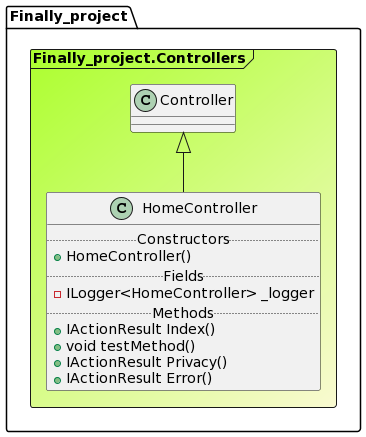 Finally_project
Finally_project.Controllers
C Controller
C HomeController
Constructors
HomeController()
Fields
ILogger<HomeController> _logger
Methods
IActionResult Index()
void testMethod()
IActionResult Privacy()
IActionResult Error()